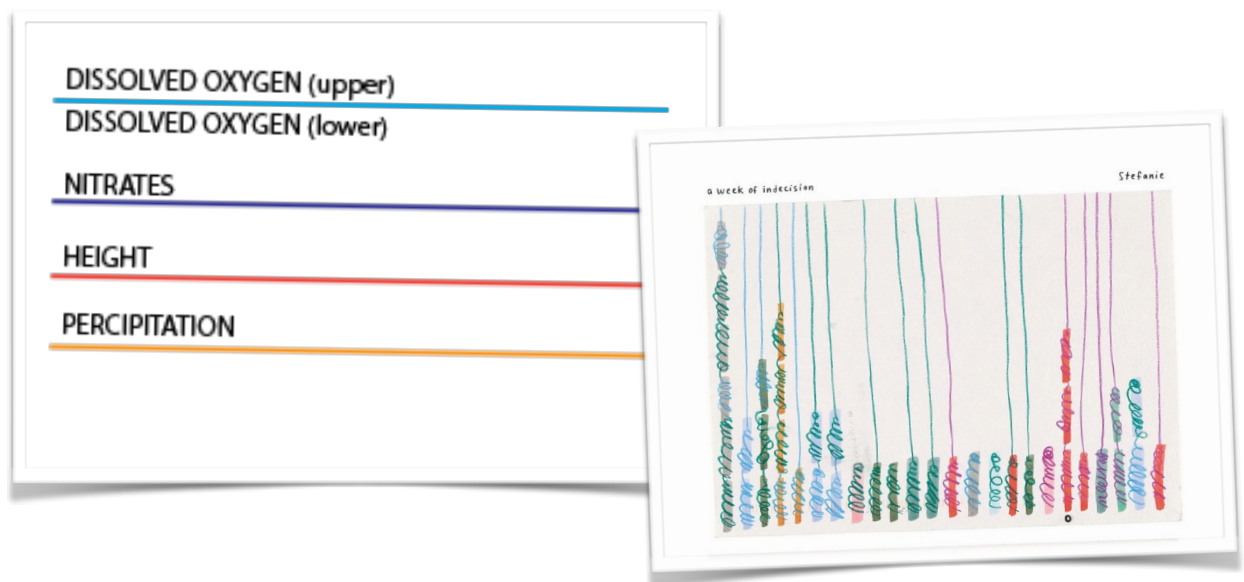 DISSOLVED OXYGEN (upper)
DISSOLVED OXYGEN (lower)
NITRATES
HEIGHT
PERCIPITATION
a week of indecision
Stefanie